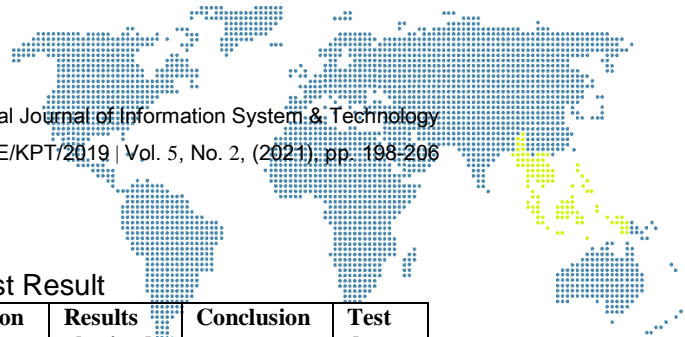 al Journal of Information System & Technology
E/KPT/2019 | Vol. 5, No. 2, (2021), pp. 198-206
st Result
on Results Conclusion Test